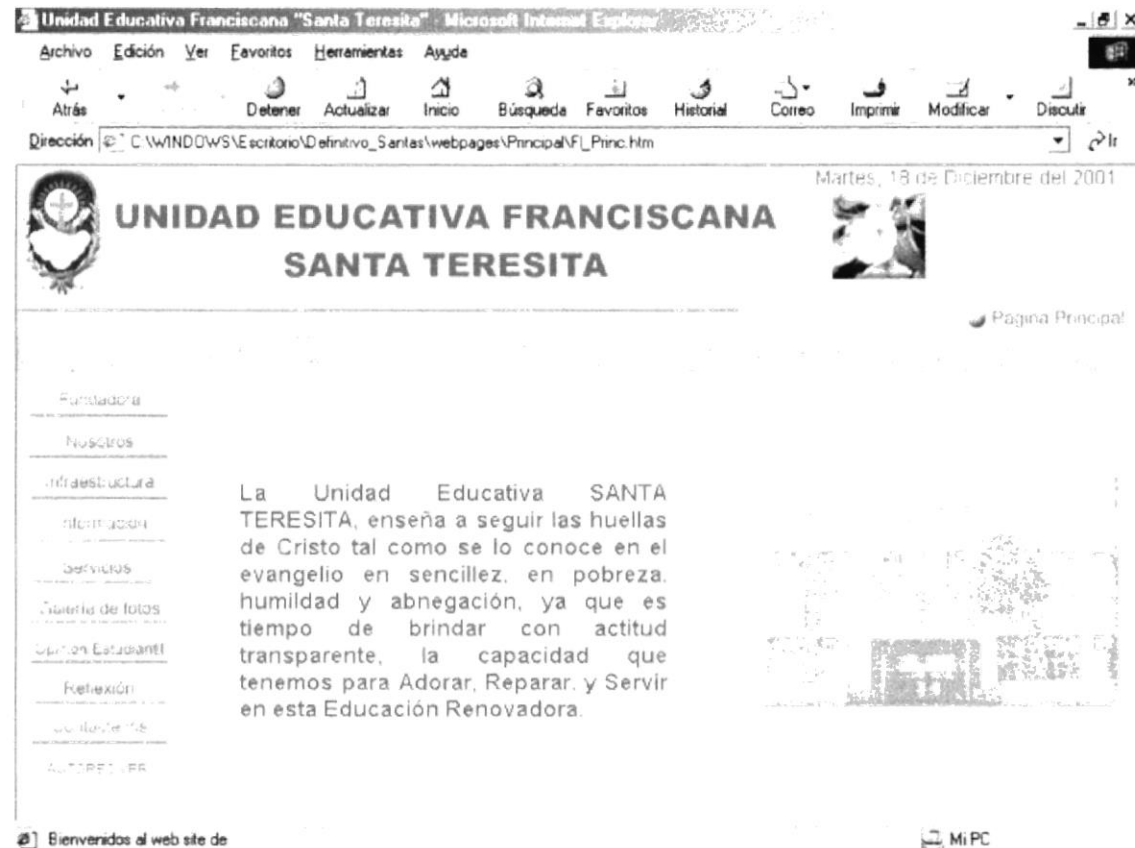 Unidad Educativa Franciscana "Santa Teresita" - Microsoft Internet Explorer
Archivo Edición Ver Favoritos Herramientas Ayuda
Atrás Detener Actualizar Inicio Búsqueda Favoritos Historial Correo Imprimir Modificar Discutir
Dirección C:\WINDOWS\Escritorio\Definitivo_Santas\webpages\Principal\Fl_Princ.htm Ir
Martes, 18 de Diciembre del 2001
UNIDAD EDUCATIVA FRANCISCANA
SANTA TERESITA
Pagina Principal
Fundadora
Nosotros
Infraestructura
Información
Servicios
Galería de fotos
Opinión Estudiantil
Reflexión
La Unidad Educativa SANTA
TERESITA, enseña a seguir las huellas
de Cristo tal como se lo conoce en el
evangelio en sencillez, en pobreza,
humildad y abnegación, ya que es
tiempo de brindar con actitud
transparente, la capacidad que
tenemos para Adorar, Reparar, y Servir
en esta Educación Renovadora.
Bienvenidos al web site de
Mi PC